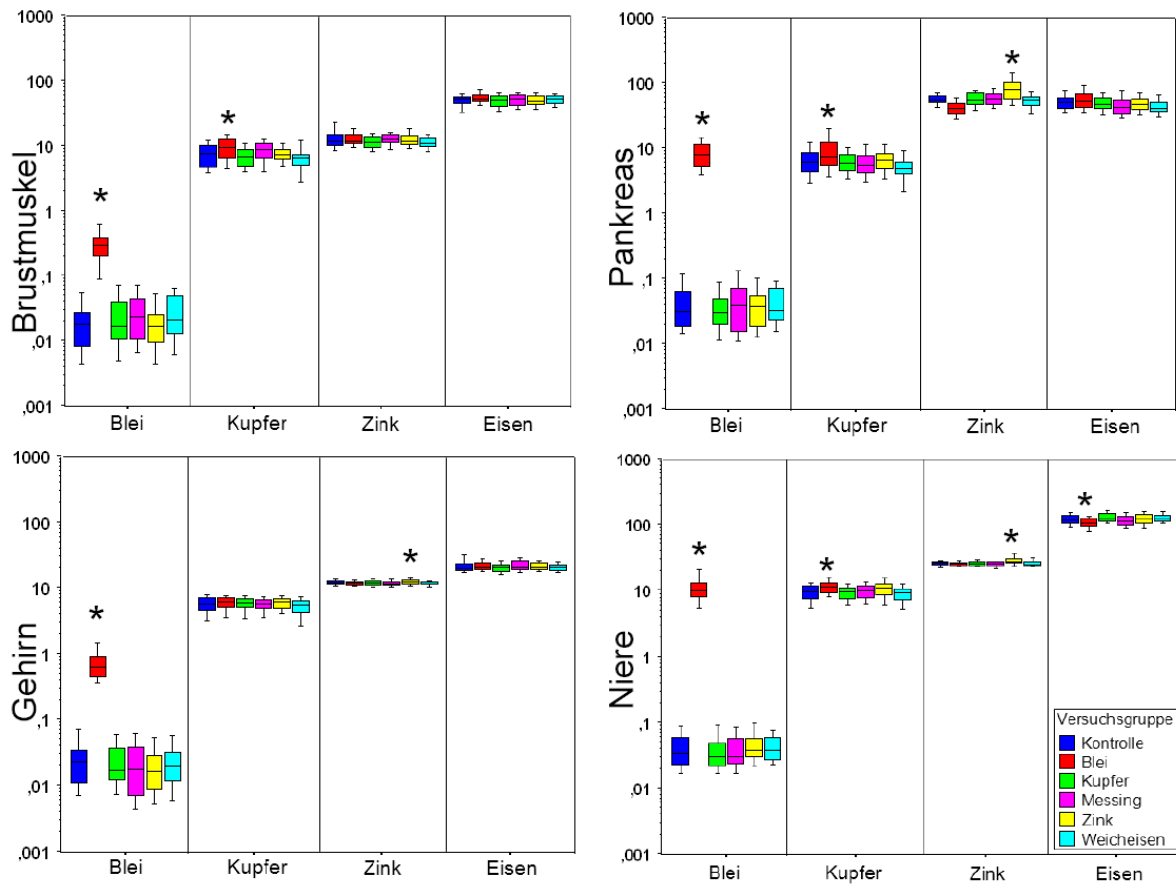 Brustmuskel
1000
100
10
1
,1
,01
,001
*
*
Blei Kupfer Zink Eisen
Pankreas
1000
100
10
1
,1
,01
,001
*
*
*
Blei Kupfer Zink Eisen
Gehirn
1000
100
10
1
,1
,01
,001
*
*
Blei Kupfer Zink Eisen
Niere
1000
100
10
1
,1
,01
,001
*
*
*
*
Blei Kupfer Zink Eisen
Versuchsgruppe
Kontrolle
Blei
Kupfer
Messing
Zink
Weicheisen